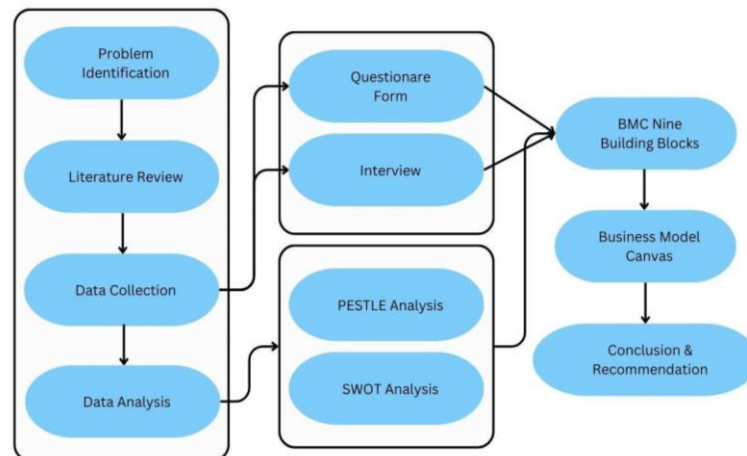 Problem
Identification
Literature Review
Data Collection
Data Analysis
Questionare
Form
Interview
PESTLE Analysis
SWOT Analysis
BMC Nine
Building Blocks
Business Model
Canvas
Conclusion &
Recommendation